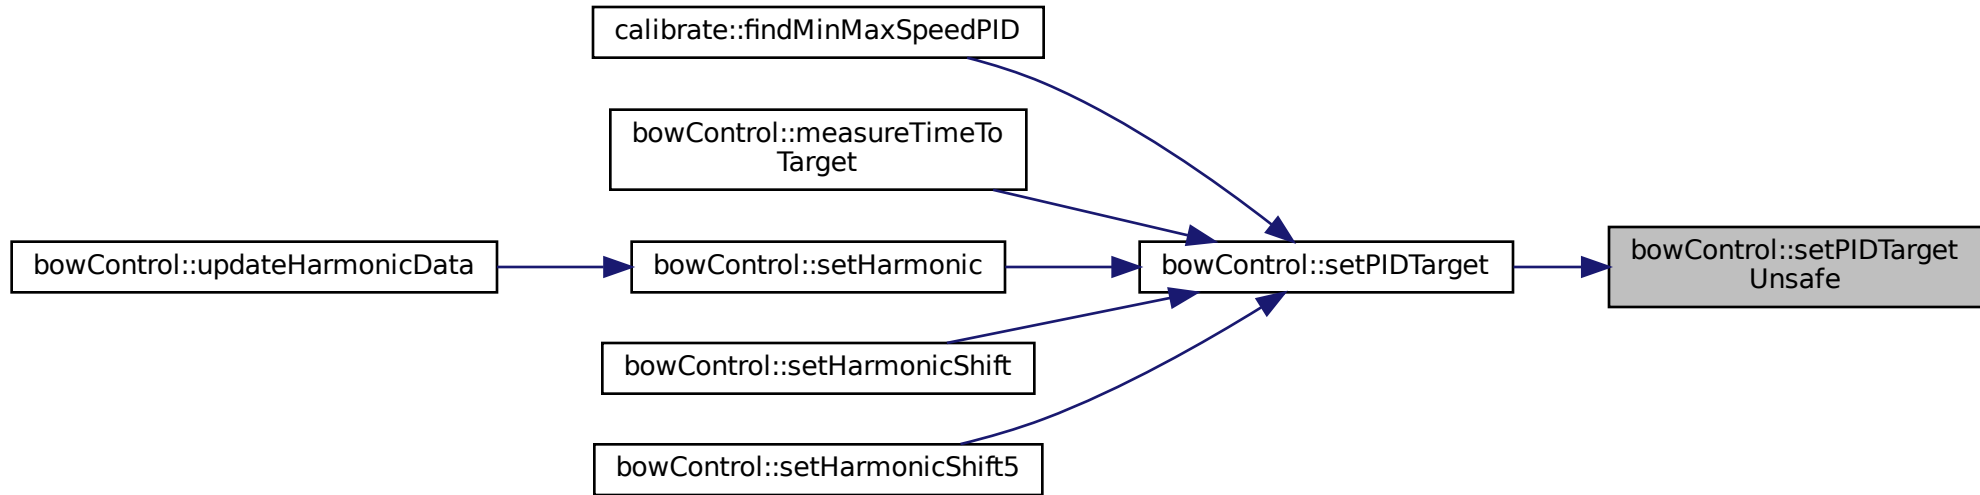 calibrate::findMinMaxSpeedPID
bowControl::measureTimeTo
Target
bowControl::updateHarmonicData
bowControl::setHarmonic
bowControl::setPIDTarget
bowControl::setPIDTarget
Unsafe
bowControl::setHarmonicShift
bowControl::setHarmonicShift5